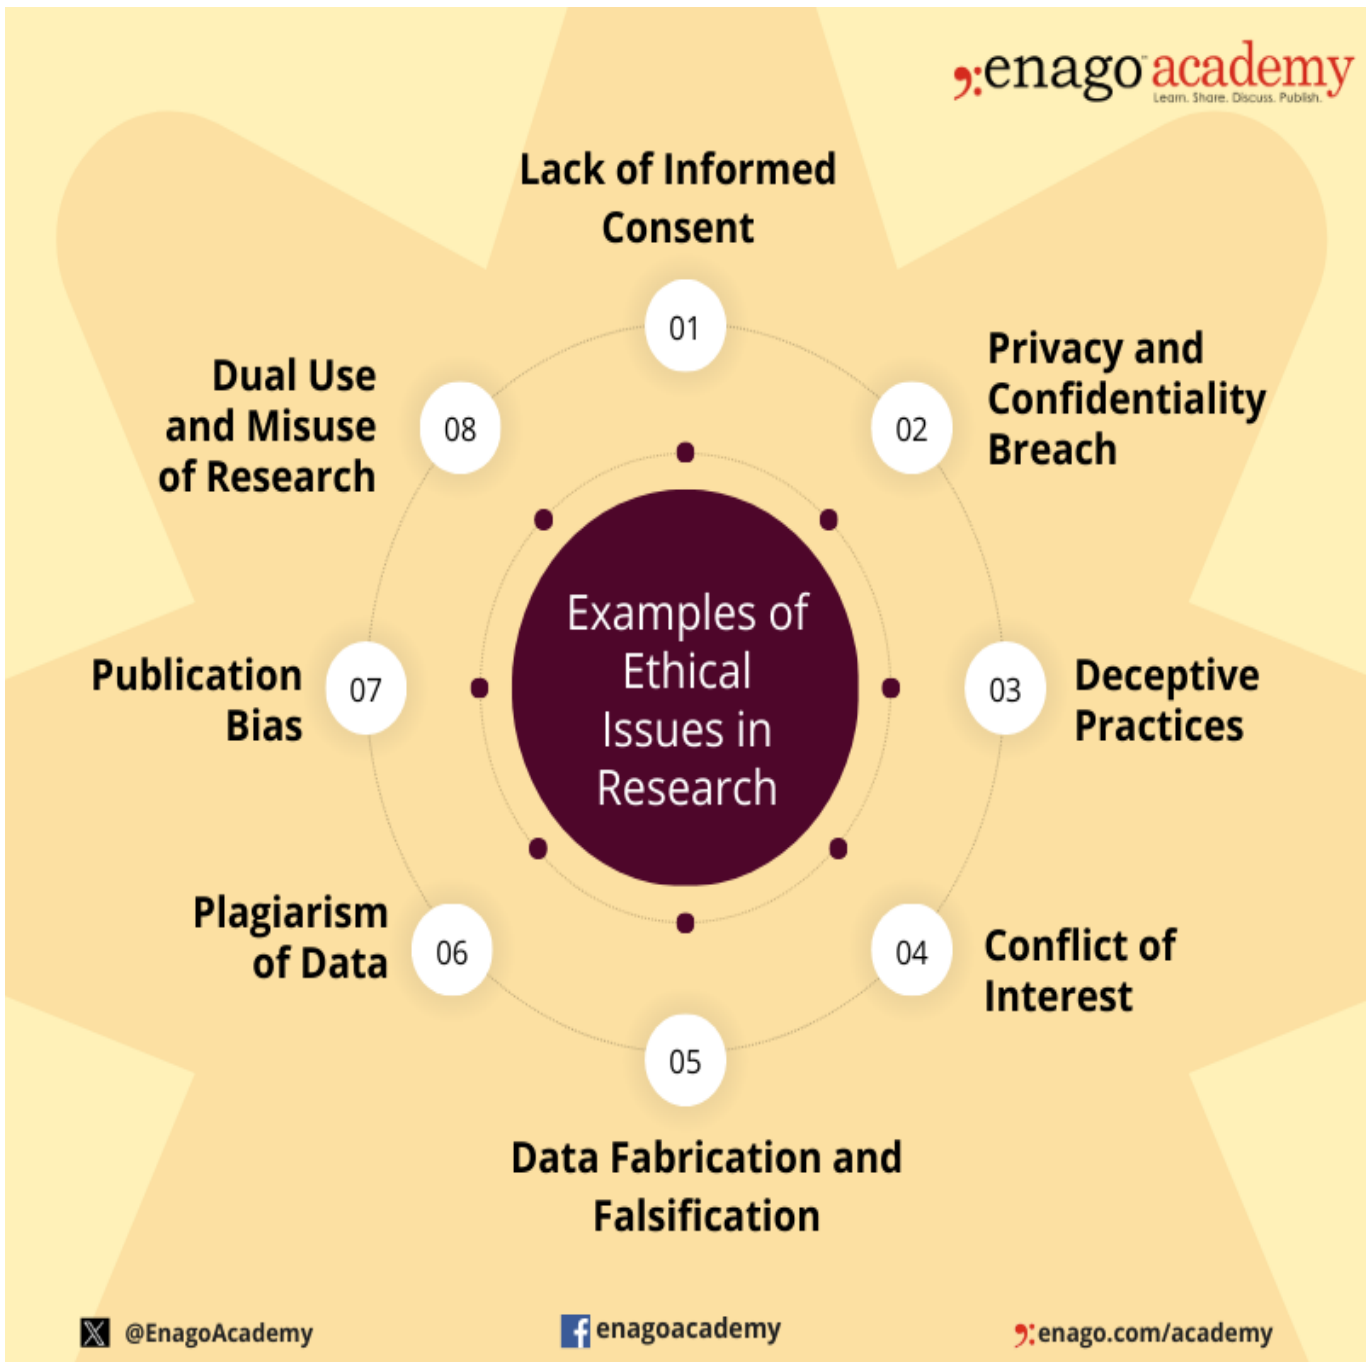 enago academy
Learn. Share. Discuss. Publish.
Lack of Informed
Consent
01
Privacy and
Confidentiality
Breach
02
Deceptive
Practices
03
Conflict of
Interest
04
Data Fabrication and
Falsification
05
Plagiarism
of Data
06
Publication
Bias
07
Dual Use
and Misuse
of Research
08
Examples of
Ethical
Issues in
Research
@EnagoAcademy
enagoacademy
enago.com/academy